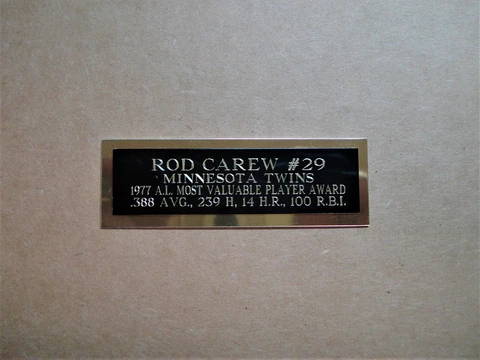 ROD CAREW #29
MINNESOTA TWINS
1977 A.L. MOST VALUABLE PLAYER AWARD
.388 AVG., 239 H, 14 H.R., 100 R.B.I.